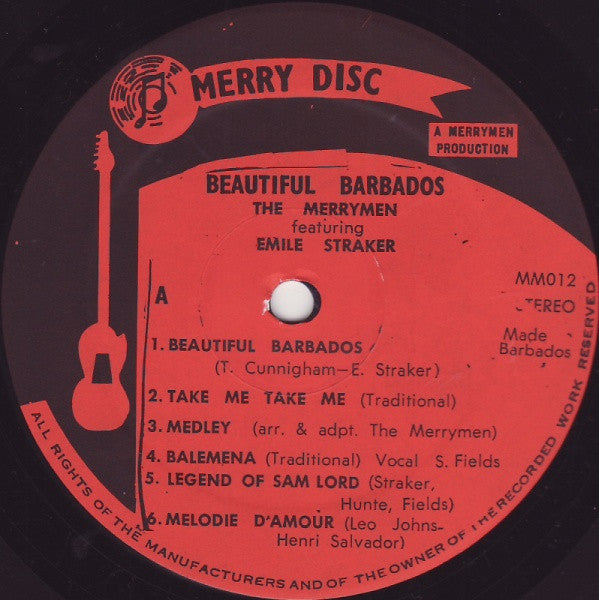 MERRY DISC
A MERRYMEN
PRODUCTION
BEAUTIFUL BARBADOS
THE MERRYMEN
featuring
EMILE STRAKER
MM012
STEREO
Made
Barbados
A
1. BEAUTIFUL BARBADOS
(T. Cunnigham-E. Straker)
2. TAKE ME TAKE ME (Traditional)
3. MEDLEY (arr. & adpt. The Merrymen)
4. BALEMENA (Traditional) Vocal S. Fields
5. LEGEND OF SAM LORD (Straker,
Hunte, Fields)
6. MELODIE D'AMOUR (Leo Johns-
Henri Salvador)
ALL RIGHTS OF THE MANUFACTURERS AND OF THE OWNER OF THE RECORDED WORK RESERVED